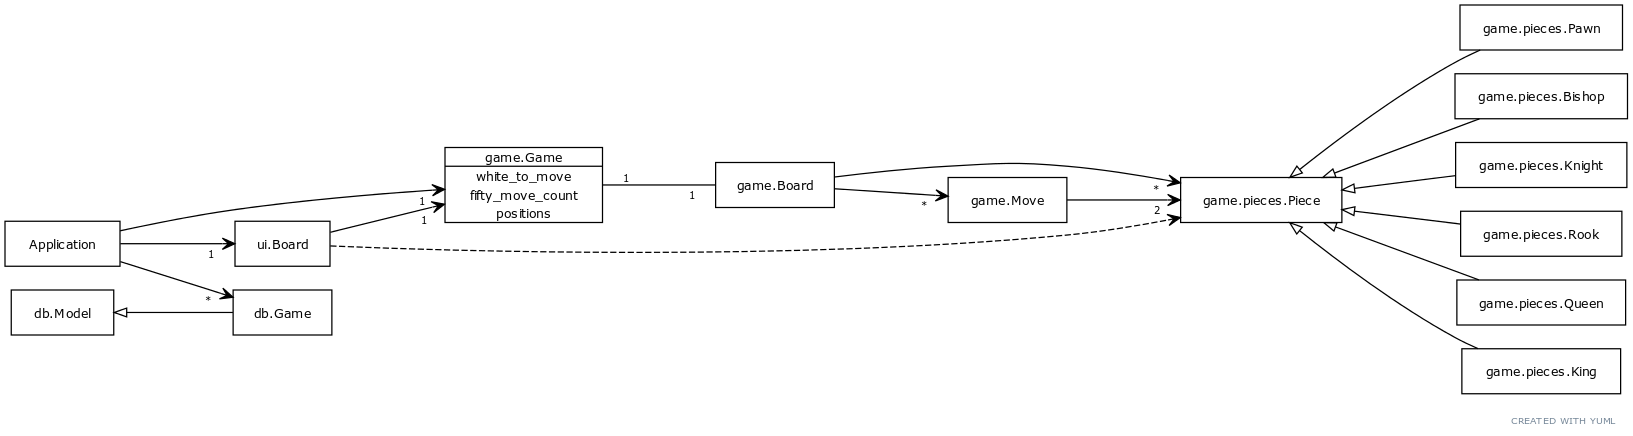 Application
db.Model
1
*
ui.Board
db.Game
1
1
game.Game
white_to_move
fifty_move_count
positions
1
1
game.Board
*
game.Move
*
2
game.pieces.Piece
game.pieces.Pawn
game.pieces.Bishop
game.pieces.Knight
game.pieces.Rook
game.pieces.Queen
game.pieces.King
CREATED WITH YUML